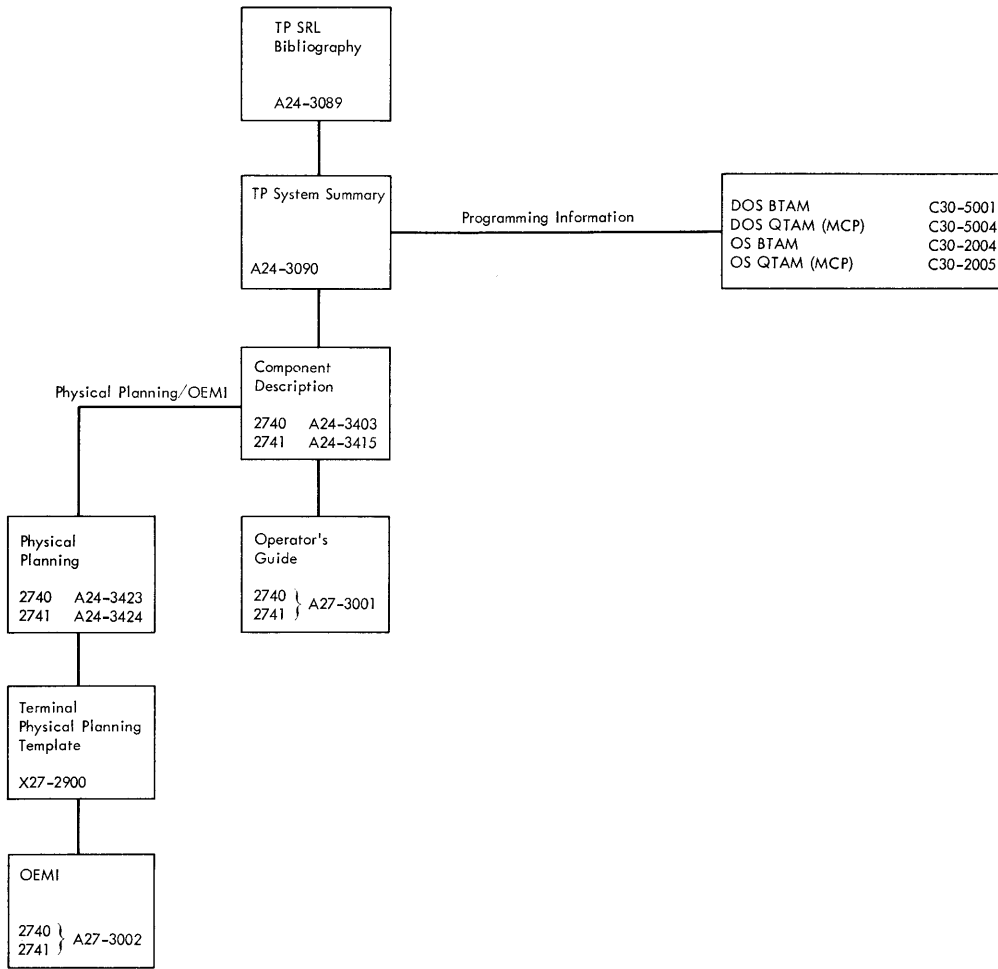 TP SRL
Bibliography
A24-3089
TP System Summary
A24-3090
Programming Information
DOS BTAM C30-5001
DOS QTAM (MCP) C30-5004
OS BTAM C30-2004
OS QTAM (MCP) C30-2005
Component
Description
2740 A24-3403
2741 A24-3415
Physical Planning/OEMI
Physical
Planning
2740 A24-3423
2741 A24-3424
Operator's
Guide
2740
2741 } A27-3001
Terminal
Physical Planning
Template
X27-2900
OEMI
2740
2741 } A27-3002